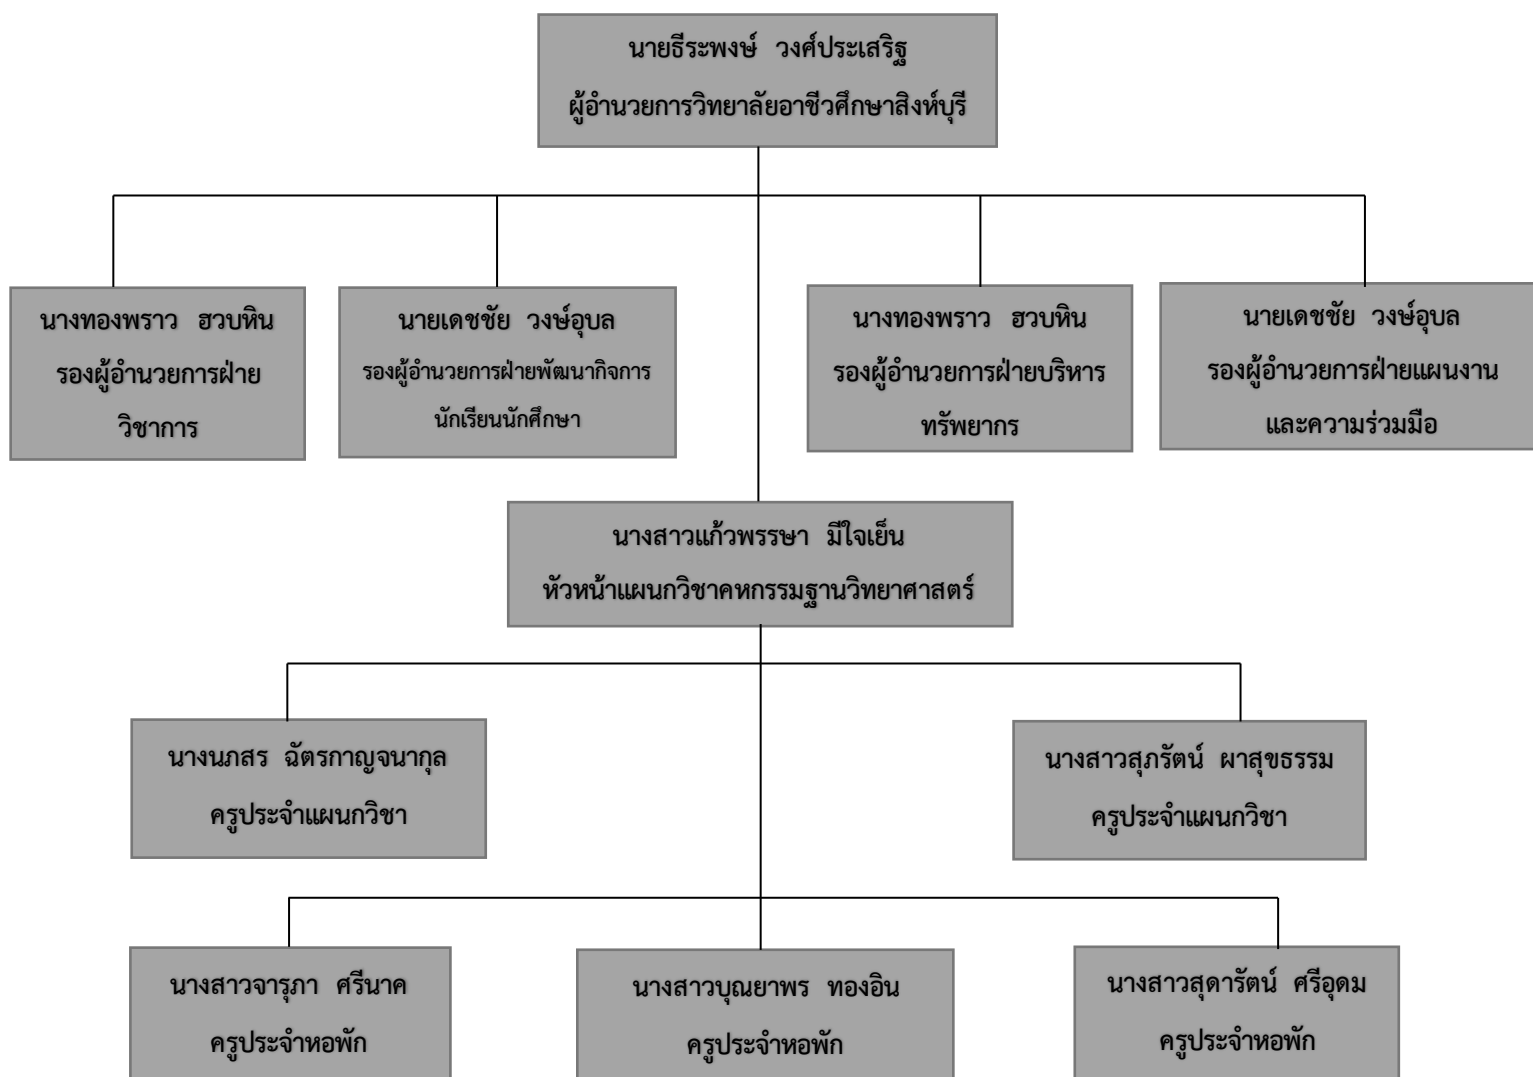 นายธีระพงษ์ วงศ์ประเสริฐ
ผู้อำนวยการวิทยาลัยอาชีวศึกษาสิงห์บุรี
นางทองพราว ฮวบหิน
รองผู้อำนวยการฝ่าย
วิชาการ
นายเดชชัย วงษ์อุบล
รองผู้อำนวยการฝ่ายพัฒนากิจการ
นักเรียนนักศึกษา
นางทองพราว ฮวบหิน
รองผู้อำนวยการฝ่ายบริหาร
ทรัพยากร
นายเดชชัย วงษ์อุบล
รองผู้อำนวยการฝ่ายแผนงาน
และความร่วมมือ
นางสาวแก้วพรรษา มีใจเย็น
หัวหน้าแผนกวิชาคหกรรมฐานวิทยาศาสตร์
นางนภสร ฉัตรกาญจนากุล
ครูประจำแผนกวิชา
นางสาวสุภรัตน์ ผาสุขธรรม
ครูประจำแผนกวิชา
นางสาวจารุภา ศรีนาค
ครูประจำหอพัก
นางสาวบุณยาพร ทองอิน
ครูประจำหอพัก
นางสาวสุดารัตน์ ศรีอุดม
ครูประจำหอพัก